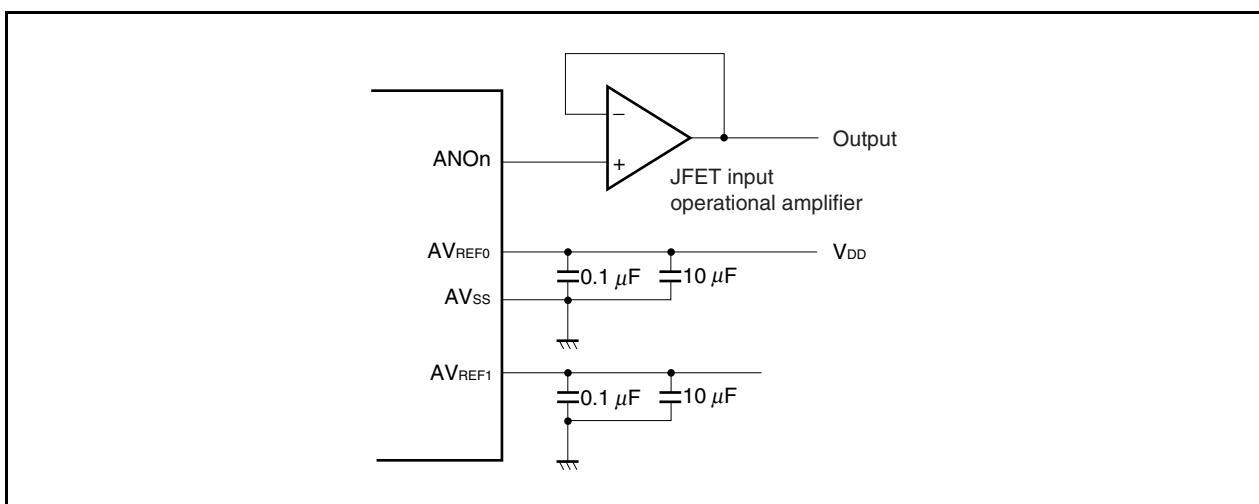 −
Output
ANOn
+
JFET input
operational amplifier
AVREF0
VDD
0.1 μF
10 μF
AVSS
AVREF1
0.1 μF
10 μF